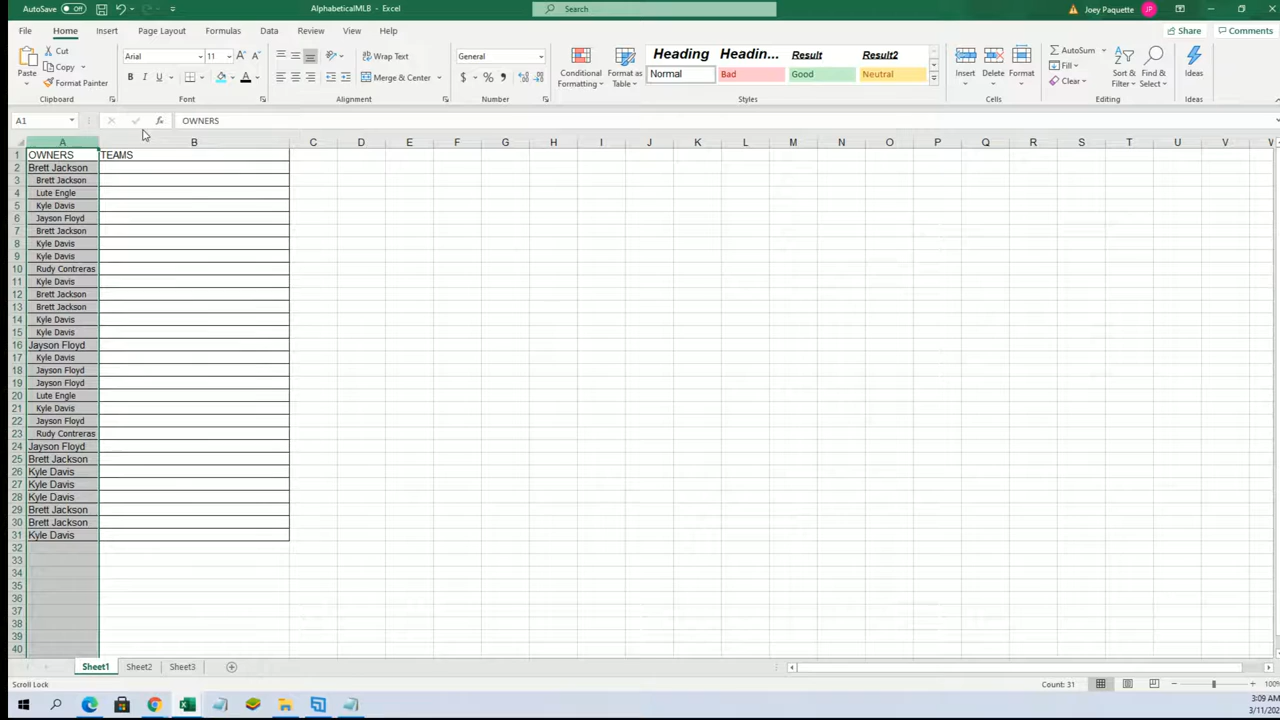 AutoSave Off AlphabeticalMLB - Excel Search Joey Paquette JP
File Home Insert Page Layout Formulas Data Review View Help Share Comments
Paste Cut Copy Format Painter Clipboard
Arial 11 B I U Font
Wrap Text Merge & Center Alignment
General $ % Number
Conditional Formatting Format as Table
Heading Headin... Result Result2
Normal Bad Good Neutral Styles
Insert Delete Format Cells
AutoSum Fill Clear Sort & Filter Find & Select Editing
Ideas
A1 fx OWNERS
A B C D E F G H I J K L M N O P Q R S T U V
1 OWNERS TEAMS
2 Brett Jackson
3 Brett Jackson
4 Lute Engle
5 Kyle Davis
6 Jayson Floyd
7 Brett Jackson
8 Kyle Davis
9 Kyle Davis
10 Rudy Contreras
11 Kyle Davis
12 Brett Jackson
13 Brett Jackson
14 Kyle Davis
15 Kyle Davis
16 Jayson Floyd
17 Kyle Davis
18 Jayson Floyd
19 Jayson Floyd
20 Lute Engle
21 Kyle Davis
22 Jayson Floyd
23 Rudy Contreras
24 Jayson Floyd
25 Brett Jackson
26 Kyle Davis
27 Kyle Davis
28 Kyle Davis
29 Brett Jackson
30 Brett Jackson
31 Kyle Davis
32
33
34
35
36
37
38
39
40
Sheet1 Sheet2 Sheet3
Scroll Lock Count: 31 100%
3:09 AM
3/11/202